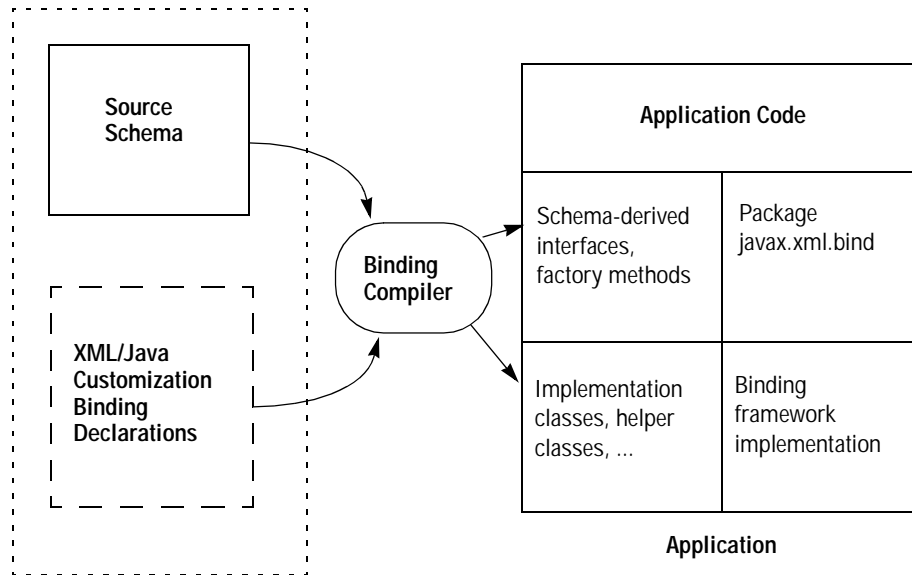 Source
Schema
XML/Java
Customization
Binding
Declarations
Binding
Compiler
Application Code
Schema-derived
interfaces,
factory methods
Package
javax.xml.bind
Implementation
classes, helper
classes, ...
Binding
framework
implementation
Application